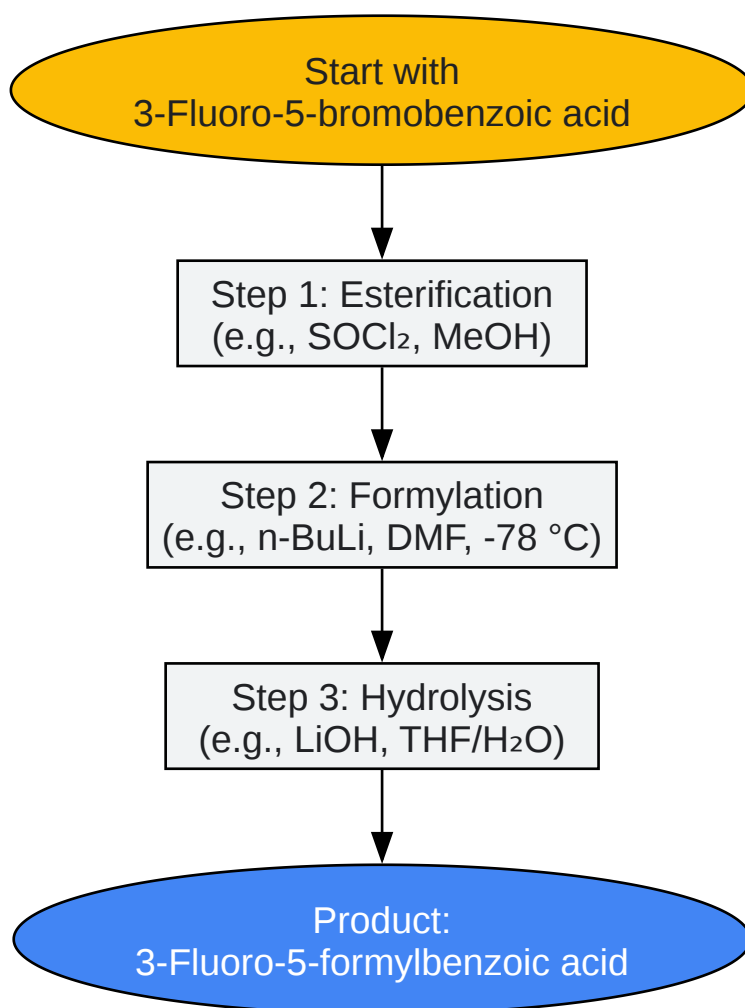 Start with
3-Fluoro-5-bromobenzoic acid
Step 1: Esterification
(e.g., SOCl₂, MeOH)
Step 2: Formylation
(e.g., n-BuLi, DMF, -78 °C)
Step 3: Hydrolysis
(e.g., LiOH, THF/H₂O)
Product:
3-Fluoro-5-formylbenzoic acid